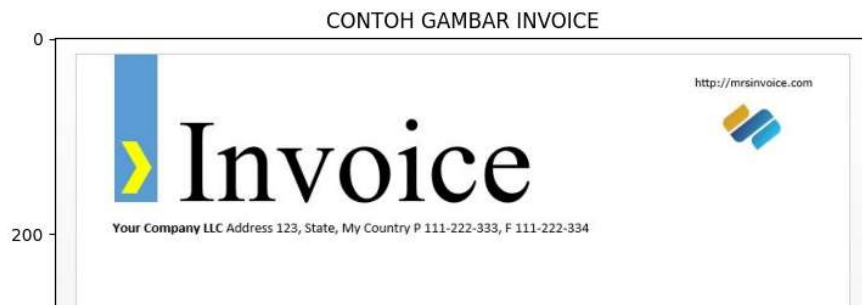 CONTOH GAMBAR INVOICE
0
http://mrsinvoice.com
Invoice
Your Company LLC Address 123, State, My Country P 111-222-333, F 111-222-334
200